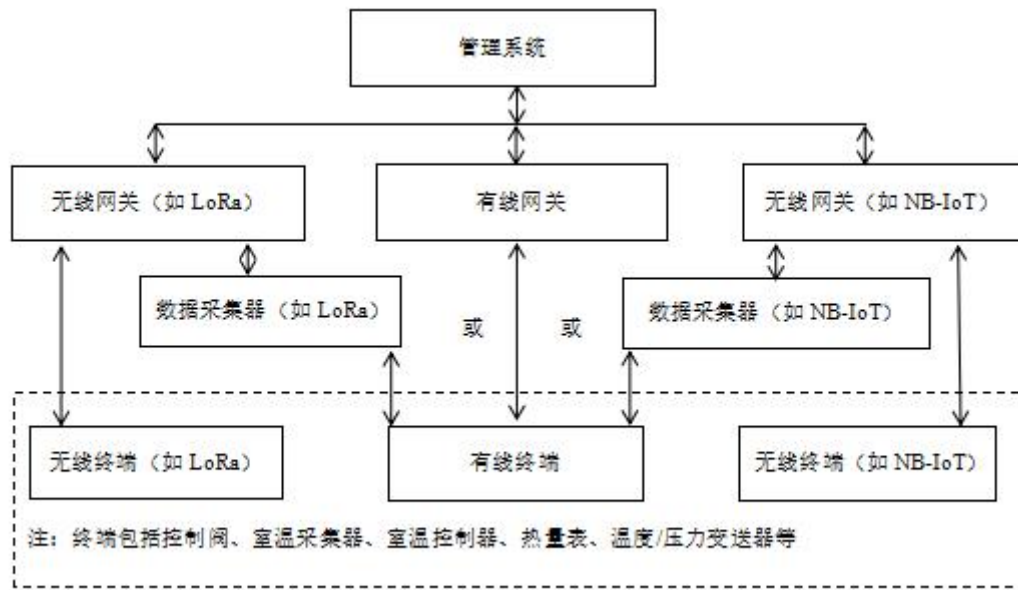 管理系统
无线网关（如 LoRa）
有线网关
无线网关（如 NB-IoT）
数据采集器（如 LoRa）
或
或
数据采集器（如 NB-IoT）
无线终端（如 LoRa）
有线终端
无线终端（如 NB-IoT）
注：终端包括控制阀、室温采集器、室温控制器、热量表、温度/压力变送器等